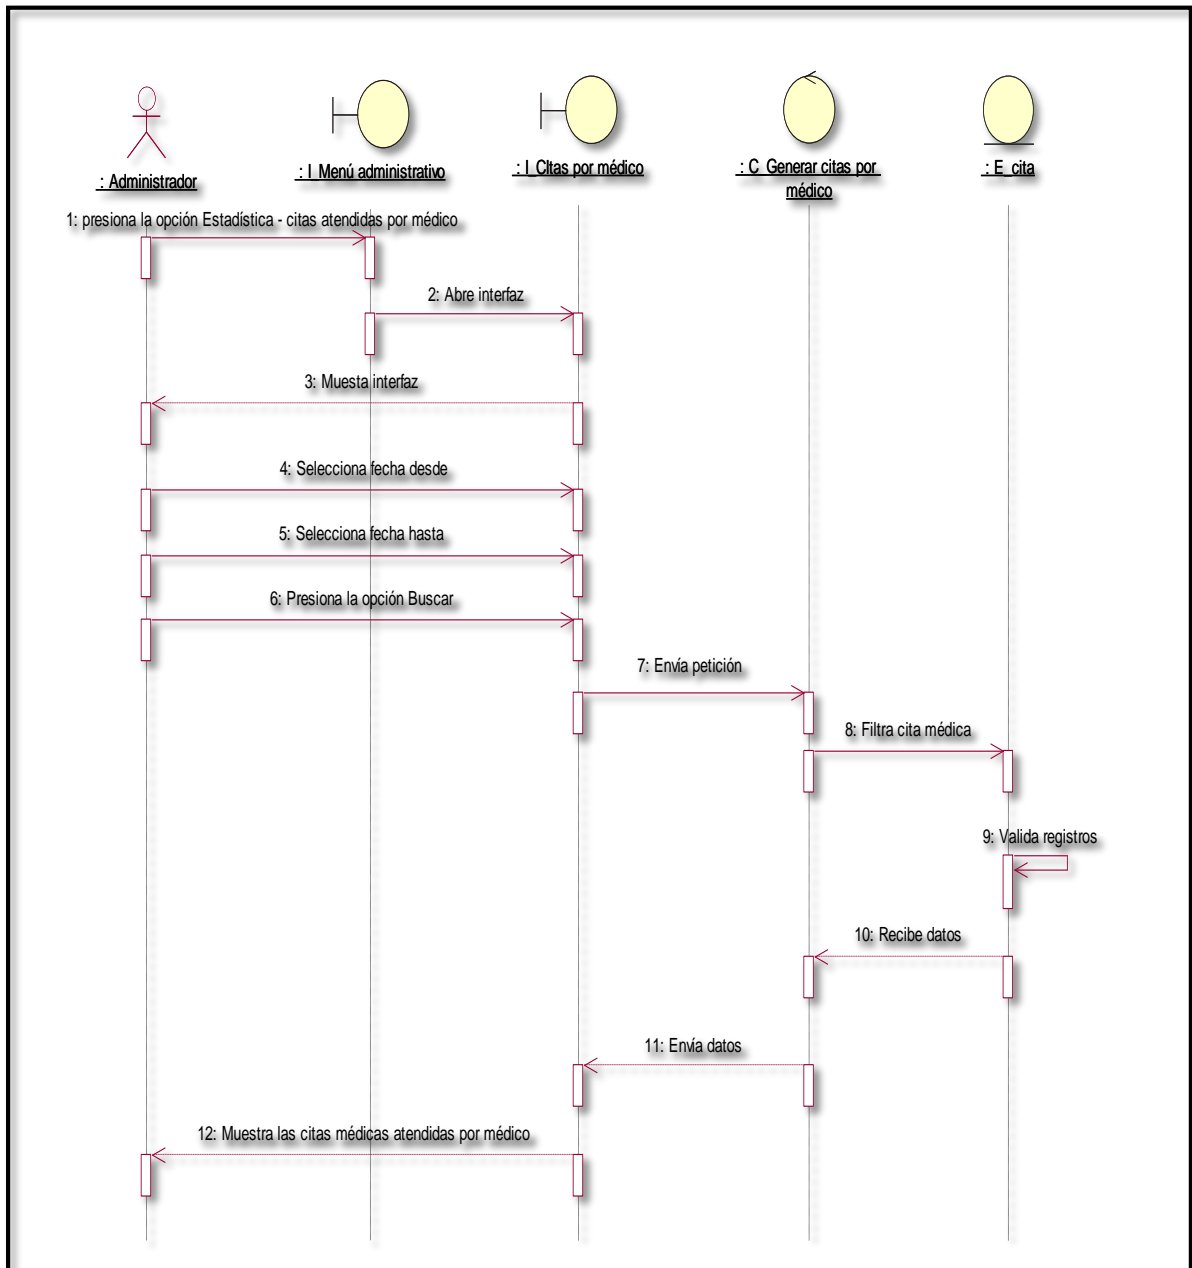 : Administrador
: I_Menú administrativo
: I_CItas por médico
: C_Generar citas por
médico
: E_cita
1: presiona la opción Estadística - citas atendidas por médico
2: Abre interfaz
3: Muesta interfaz
4: Selecciona fecha desde
5: Selecciona fecha hasta
6: Presiona la opción Buscar
7: Envía petición
8: Filtra cita médica
9: Valida registros
10: Recibe datos
11: Envía datos
12: Muestra las citas médicas atendidas por médico